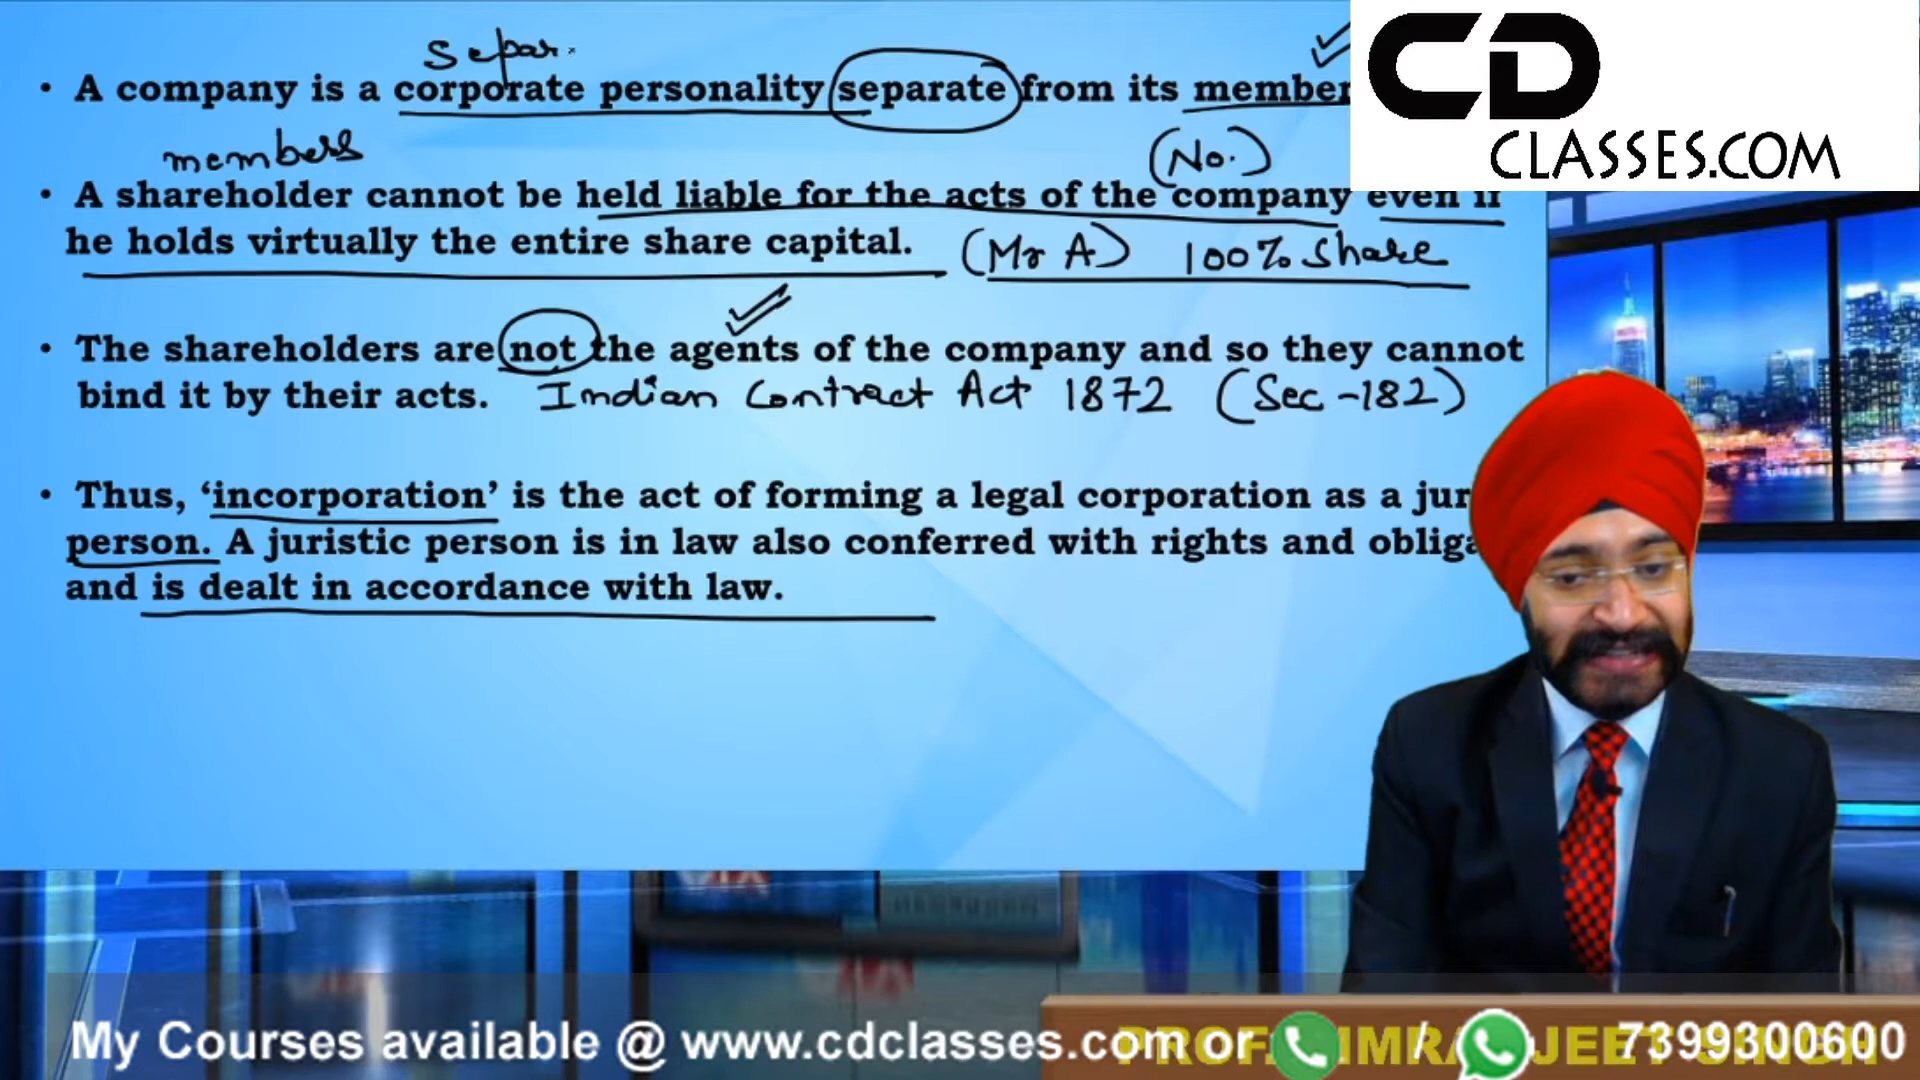 Separ.
• A company is a corporate personality separate from its member
CD
CLASSES.COM
members
(No.)
• A shareholder cannot be held liable for the acts of the company even if
he holds virtually the entire share capital. (Mr A) 100% Share
• The shareholders are not the agents of the company and so they cannot
bind it by their acts. Indian Contract Act 1872 (Sec-182)
• Thus, ‘incorporation’ is the act of forming a legal corporation as a jur
person. A juristic person is in law also conferred with rights and obliga
and is dealt in accordance with law.
My Courses available @ www.cdclasses.com or / 7399300600